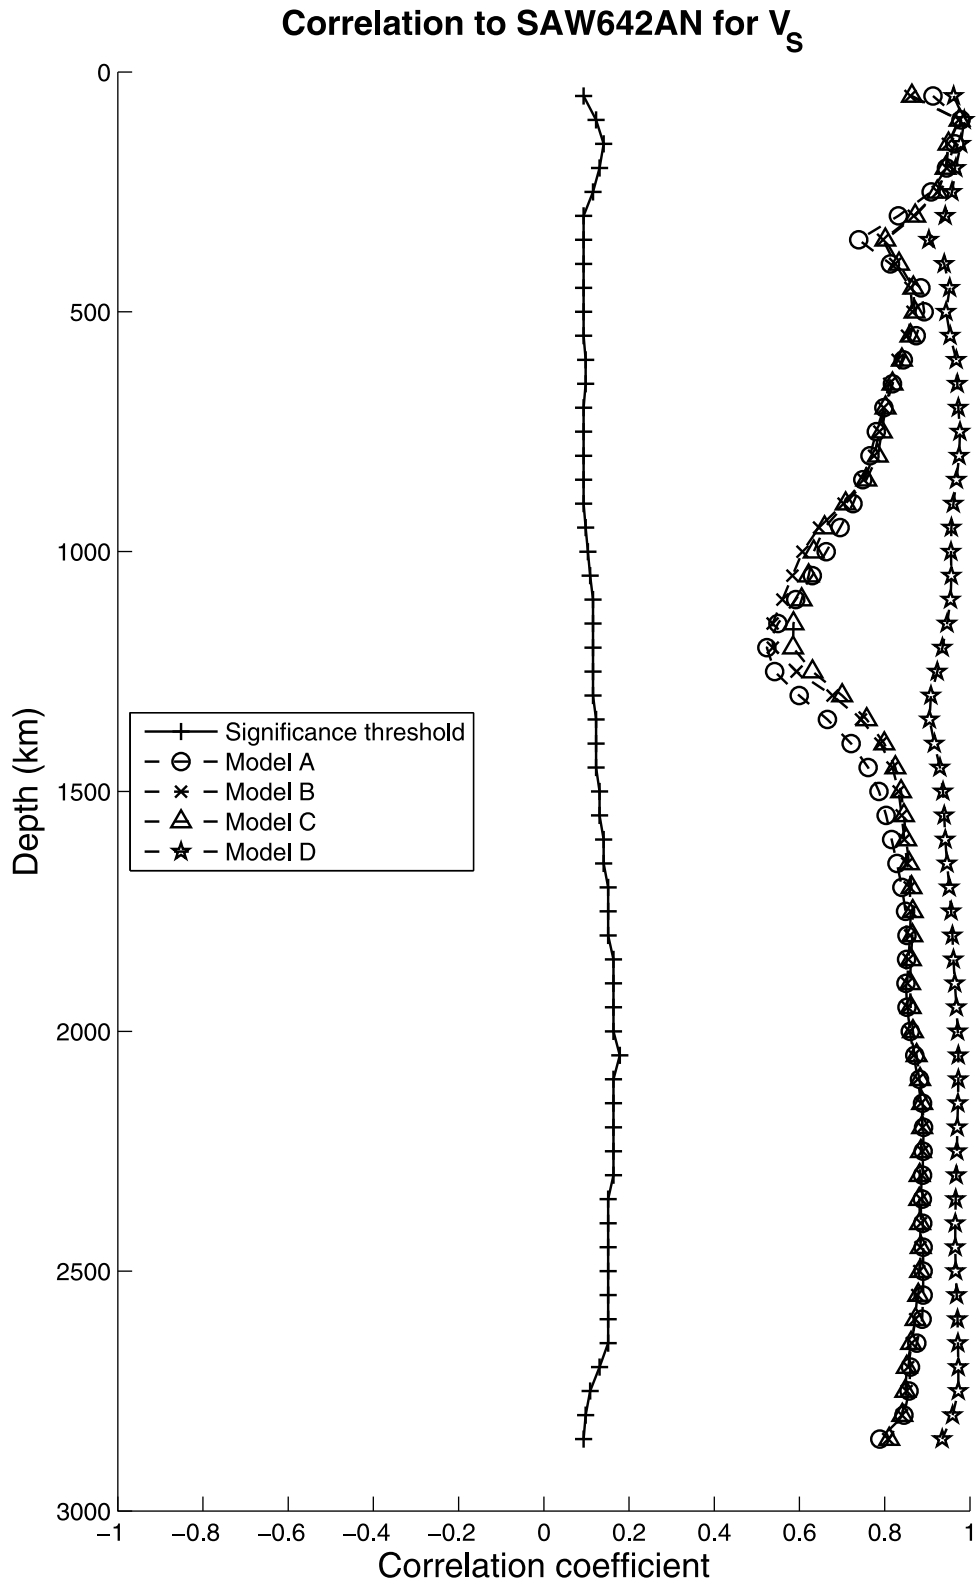 Correlation to SAW642AN for VS
0
500
1000
1500
2000
2500
3000
Depth (km)
Significance threshold
Model A
Model B
Model C
Model D
−1 −0.8 −0.6 −0.4 −0.2 0 0.2 0.4 0.6 0.8 1
Correlation coefficient